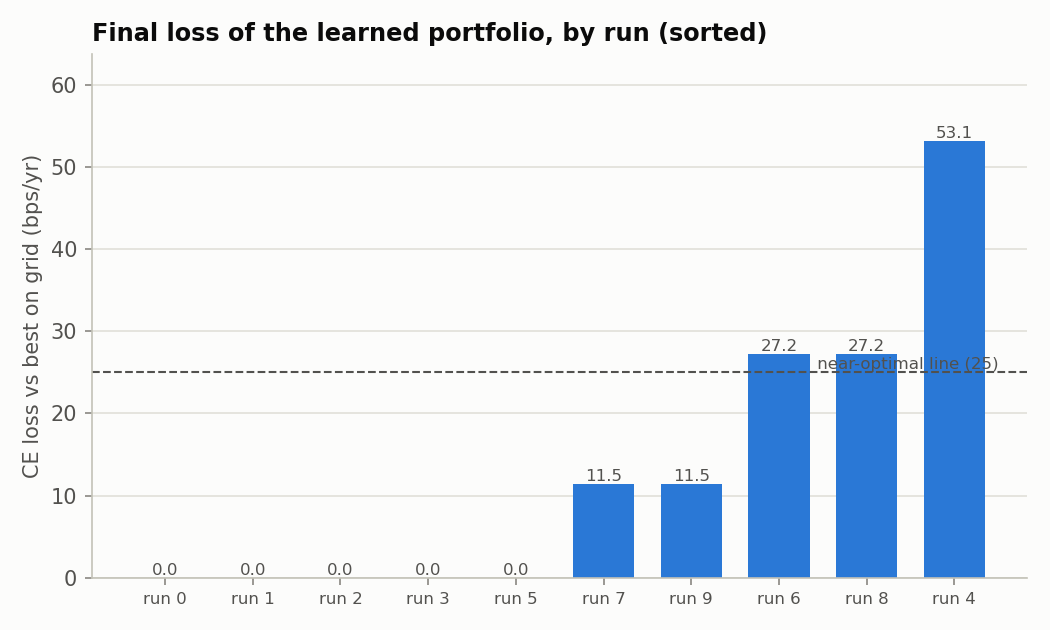 Final loss of the learned portfolio, by run (sorted)
CE loss vs best on grid (bps/yr)
60
50
40
30
20
10
0
53.1
27.2
27.2
near-optimal line (25)
11.5
11.5
0.0
0.0
0.0
0.0
0.0
run 0
run 1
run 2
run 3
run 5
run 7
run 9
run 6
run 8
run 4